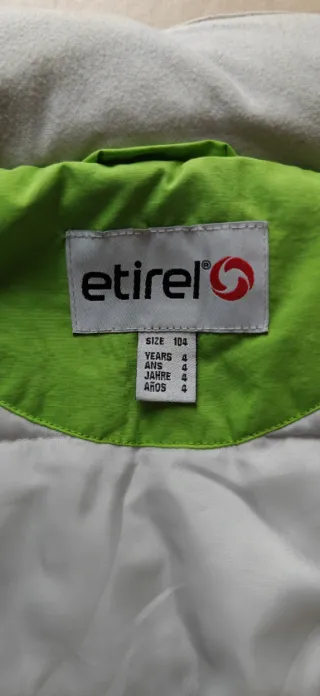 etirel®
SIZE 104
YEARS 4
ANS 4
JAHRE 4
AÑOS 4